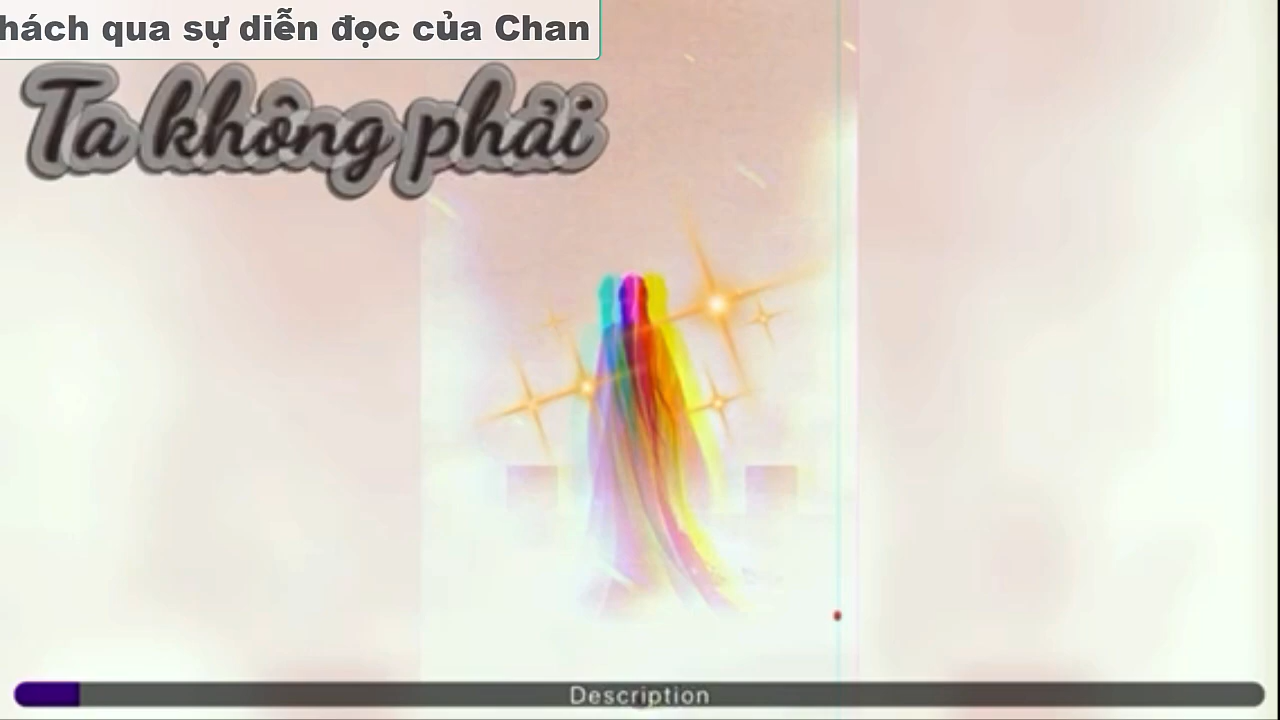 hách qua sự diễn đọc của Chan
Ta không phải
Description